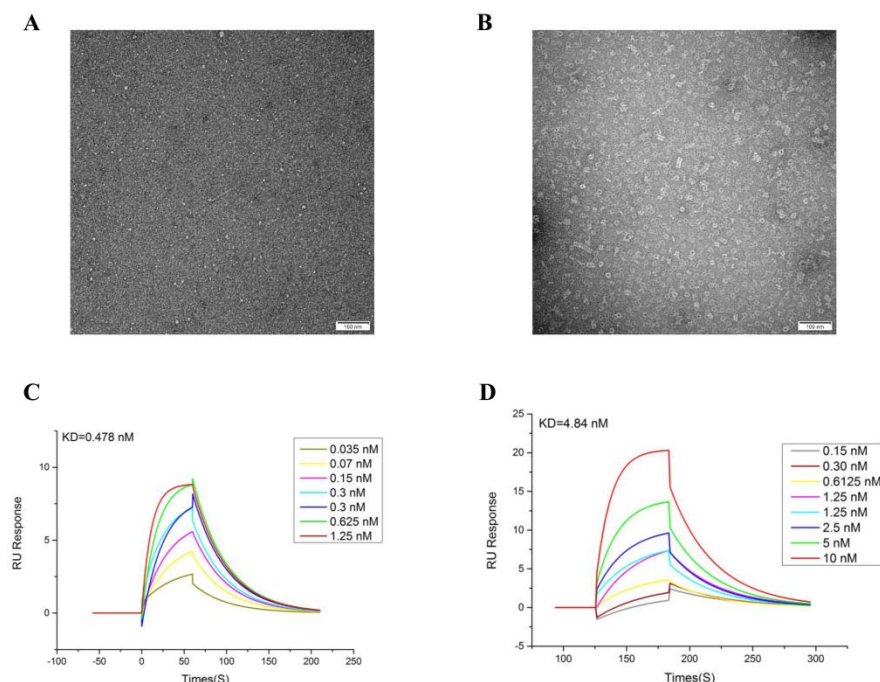 A
B
100 nm
100 nm
C
KD=0.478 nM
0.035 nM
0.07 nM
0.15 nM
0.3 nM
0.3 nM
0.625 nM
1.25 nM
10
5
0
RU Response
-100
-50
0
50
100
150
200
250
Times(S)
D
KD=4.84 nM
0.15 nM
0.30 nM
0.6125 nM
1.25 nM
1.25 nM
2.5 nM
5 nM
10 nM
25
20
15
10
5
0
-5
RU Response
100
150
200
250
300
Times(S)